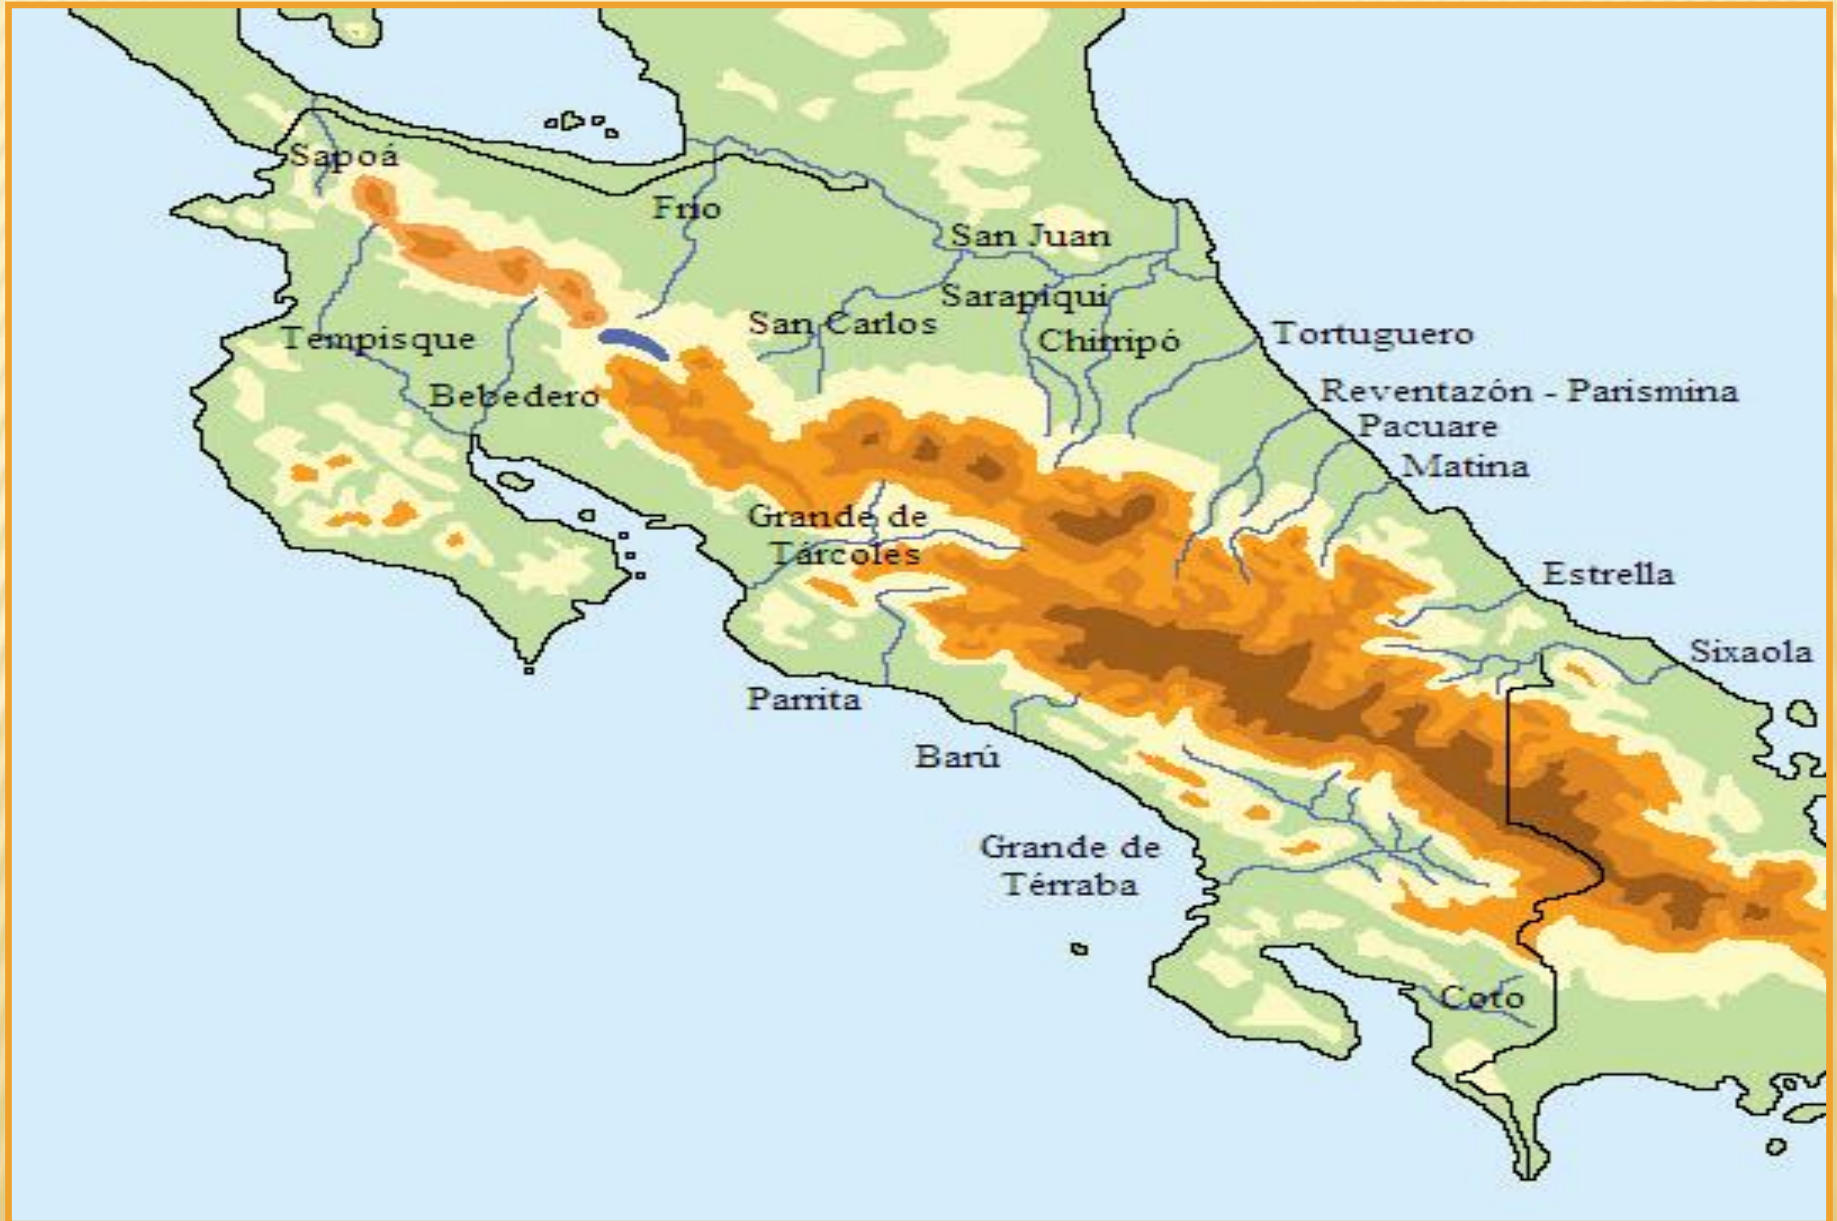 Sapoá
Frio
San Juan
Sarapiquí
San Carlos
Chirripó
Tempisque
Tortuguero
Bebedero
Reventazón - Parismina
Pacuare
Matina
Grande de
Tárcoles
Estrella
Sixaola
Parrita
Barú
Grande de
Térraba
Coto